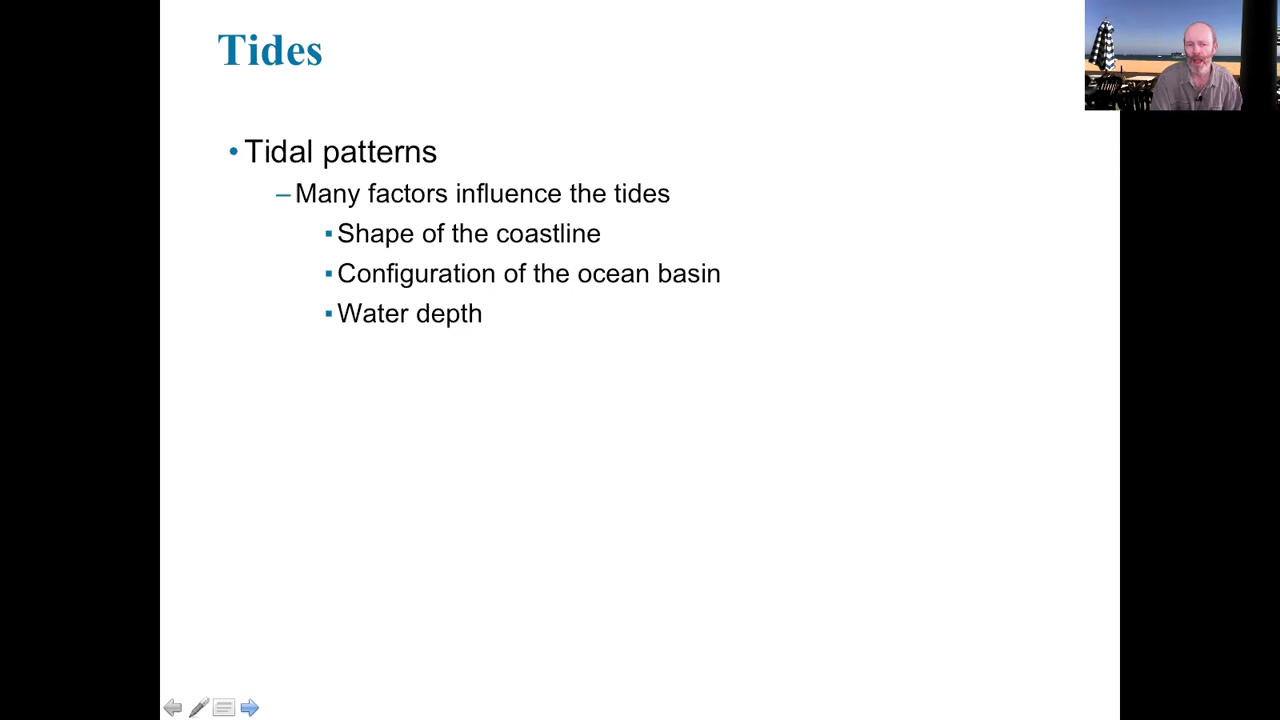 Tides
• Tidal patterns
– Many factors influence the tides
▪ Shape of the coastline
▪ Configuration of the ocean basin
▪ Water depth